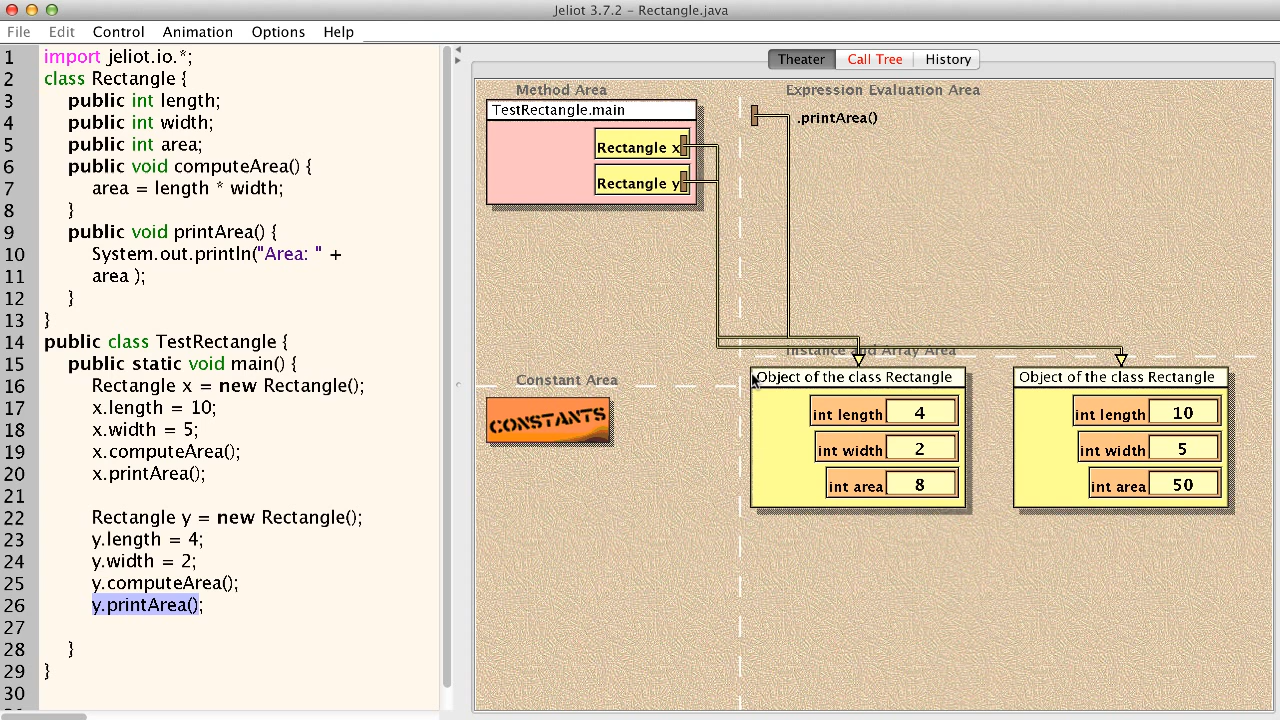 Jeliot 3.7.2 - Rectangle.java
File Edit Control Animation Options Help
1 import jeliot.io.*;
2 class Rectangle {
3 public int length;
4 public int width;
5 public int area;
6 public void computeArea() {
7 area = length * width;
8 }
9 public void printArea() {
10 System.out.println("Area: " +
11 area );
12 }
13 }
14 public class TestRectangle {
15 public static void main() {
16 Rectangle x = new Rectangle();
17 x.length = 10;
18 x.width = 5;
19 x.computeArea();
20 x.printArea();
21
22 Rectangle y = new Rectangle();
23 y.length = 4;
24 y.width = 2;
25 y.computeArea();
26 y.printArea();
27
28 }
29 }
30
Theater Call Tree History
Method Area
TestRectangle.main
Rectangle x
Rectangle y
Expression Evaluation Area
.printArea()
Constant Area
CONSTANTS
Instance and Array Area
Object of the class Rectangle
int length 4
int width 2
int area 8
Object of the class Rectangle
int length 10
int width 5
int area 50